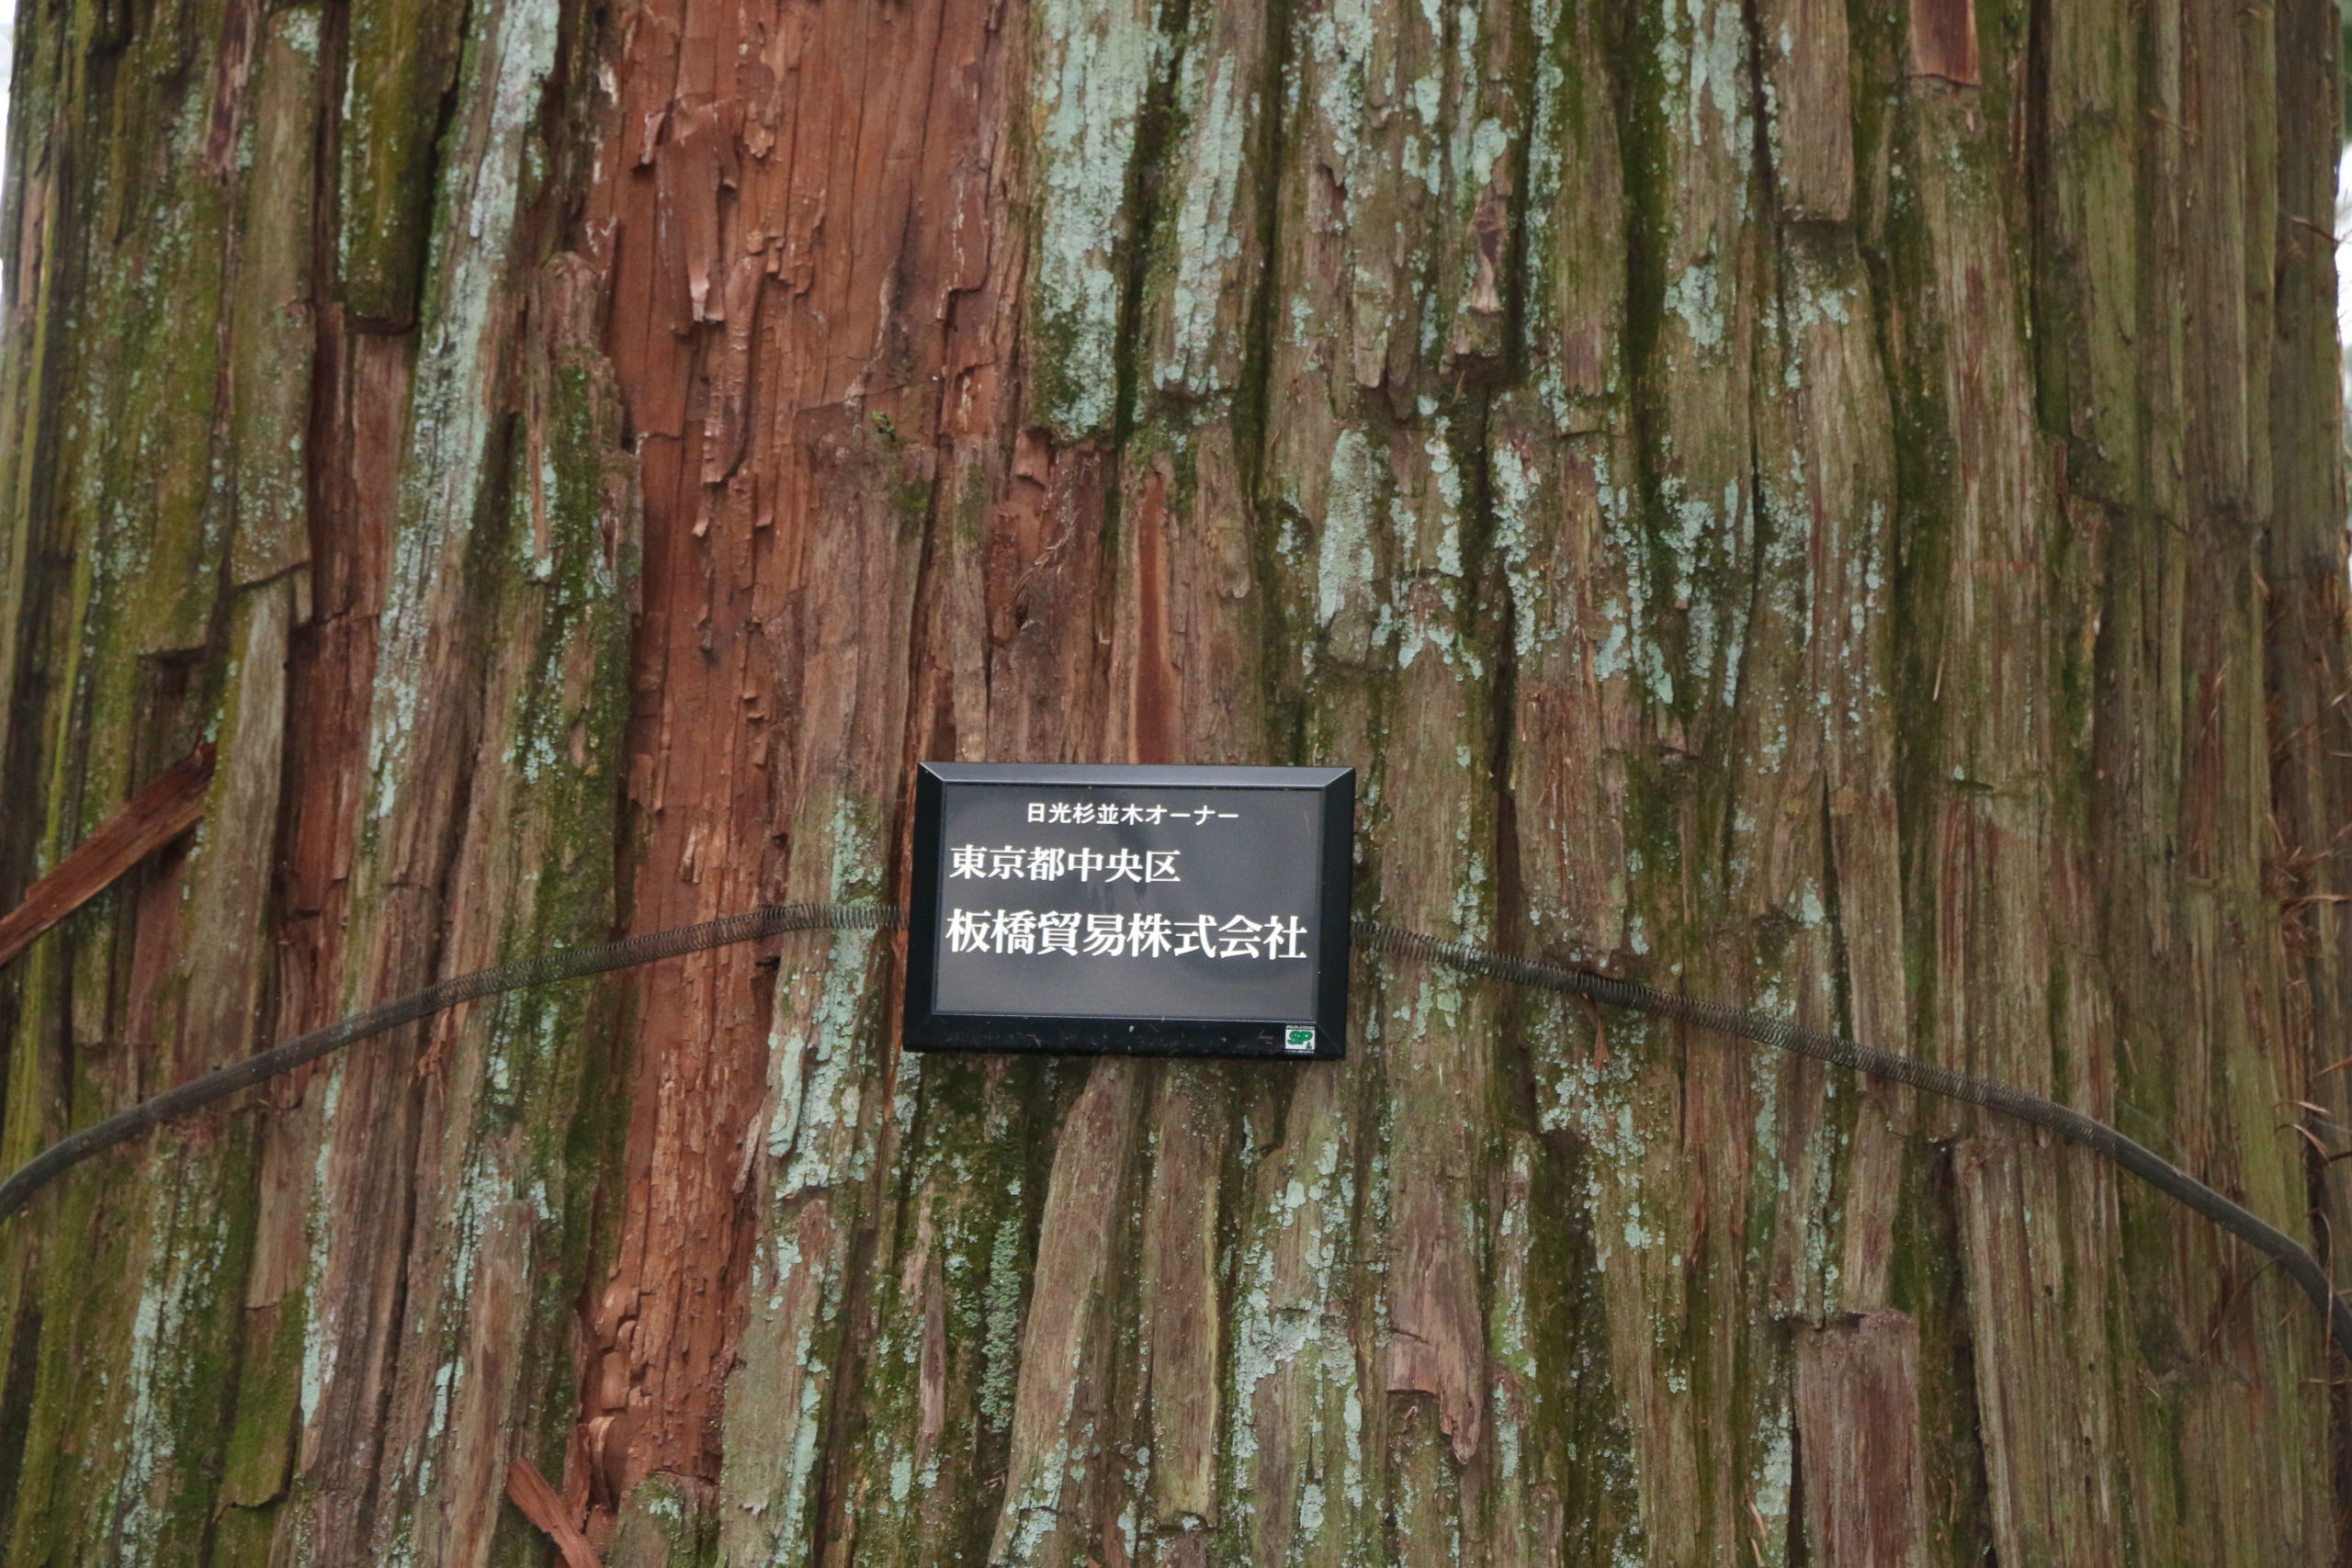 日光杉並木オーナー
東京都中央区
板橋貿易株式会社
SP